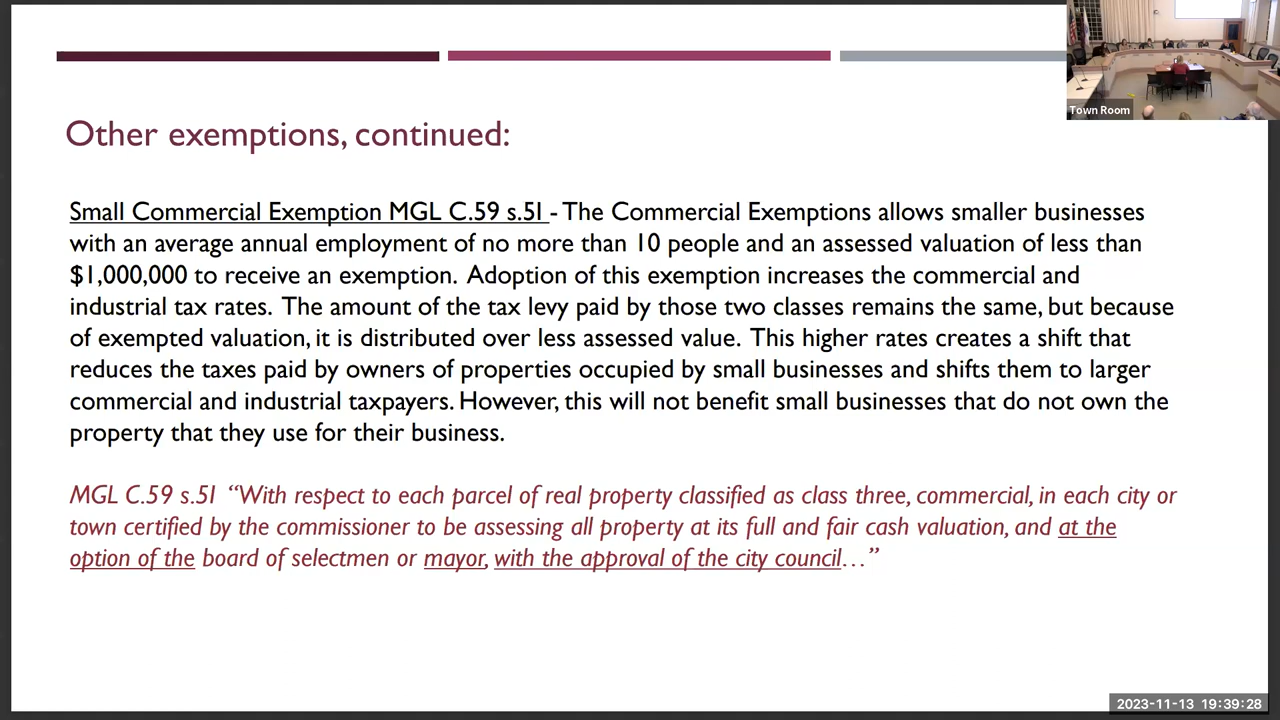 Town Room
Other exemptions, continued:
Small Commercial Exemption MGL C.59 s.5I - The Commercial Exemptions allows smaller businesses
with an average annual employment of no more than 10 people and an assessed valuation of less than
$1,000,000 to receive an exemption. Adoption of this exemption increases the commercial and
industrial tax rates. The amount of the tax levy paid by those two classes remains the same, but because
of exempted valuation, it is distributed over less assessed value. This higher rates creates a shift that
reduces the taxes paid by owners of properties occupied by small businesses and shifts them to larger
commercial and industrial taxpayers. However, this will not benefit small businesses that do not own the
property that they use for their business.
MGL C.59 s.5I “With respect to each parcel of real property classified as class three, commercial, in each city or
town certified by the commissioner to be assessing all property at its full and fair cash valuation, and at the
option of the board of selectmen or mayor, with the approval of the city council…”
2023-11-13 19:39:28